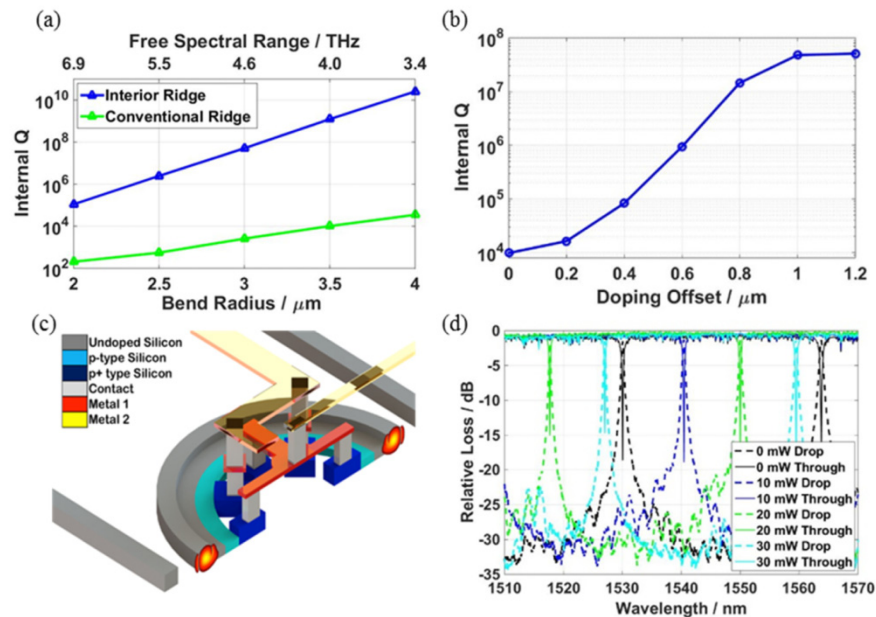 (a)
Free Spectral Range / THz
6.9 5.5 4.6 4.0 3.4
Internal Q
10^10
10^8
10^6
10^4
10^2
Interior Ridge
Conventional Ridge
2 2.5 3 3.5 4
Bend Radius / μm
(b)
Internal Q
10^8
10^7
10^6
10^5
10^4
0 0.2 0.4 0.6 0.8 1 1.2
Doping Offset / μm
(c)
Undoped Silicon
p-type Silicon
p+ type Silicon
Contact
Metal 1
Metal 2
(d)
Relative Loss / dB
0
-5
-10
-15
-20
-25
-30
-35
0 mW Drop
0 mW Through
10 mW Drop
10 mW Through
20 mW Drop
20 mW Through
30 mW Drop
30 mW Through
1510 1520 1530 1540 1550 1560 1570
Wavelength / nm